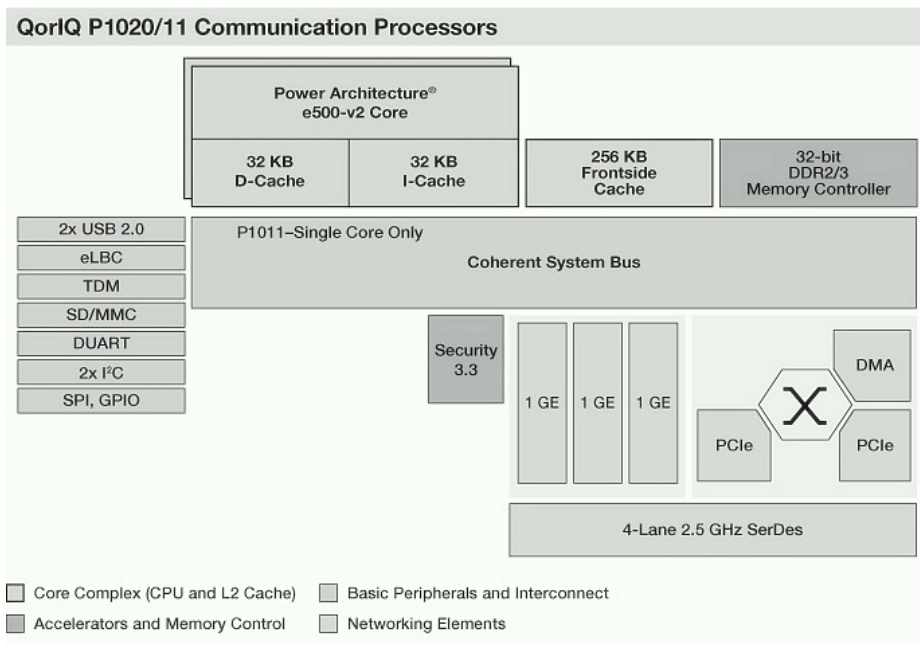 QorIQ P1020/11 Communication Processors
Power Architecture®
e500-v2 Core
32 KB
D-Cache
32 KB
I-Cache
256 KB
Frontside
Cache
32-bit
DDR2/3
Memory Controller
2x USB 2.0
eLBC
TDM
SD/MMC
DUART
2x I²C
SPI, GPIO
P1011–Single Core Only
Coherent System Bus
Security
3.3
1 GE
1 GE
1 GE
DMA
PCIe
PCIe
4-Lane 2.5 GHz SerDes
Core Complex (CPU and L2 Cache)
Basic Peripherals and Interconnect
Accelerators and Memory Control
Networking Elements